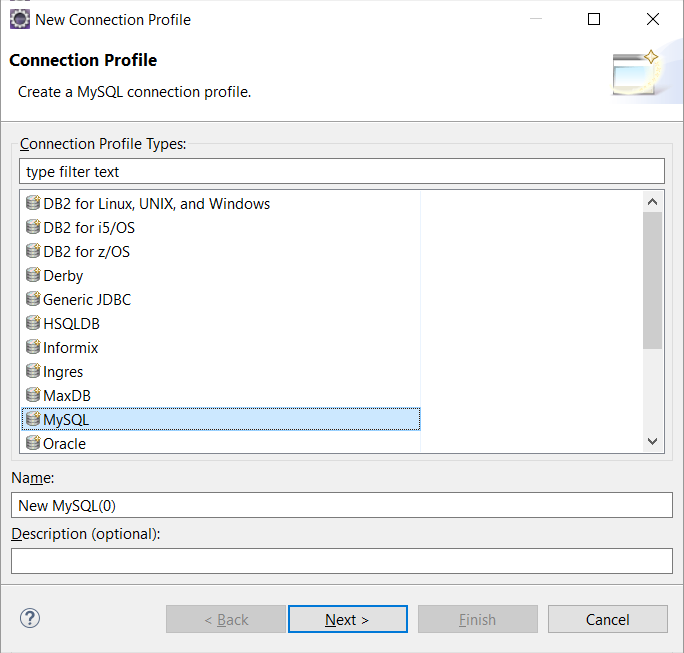 New Connection Profile
Connection Profile
Create a MySQL connection profile.
Connection Profile Types:
type filter text
DB2 for Linux, UNIX, and Windows
DB2 for i5/OS
DB2 for z/OS
Derby
Generic JDBC
HSQLDB
Informix
Ingres
MaxDB
MySQL
Oracle
Name:
New MySQL(0)
Description (optional):
? < Back Next > Finish Cancel